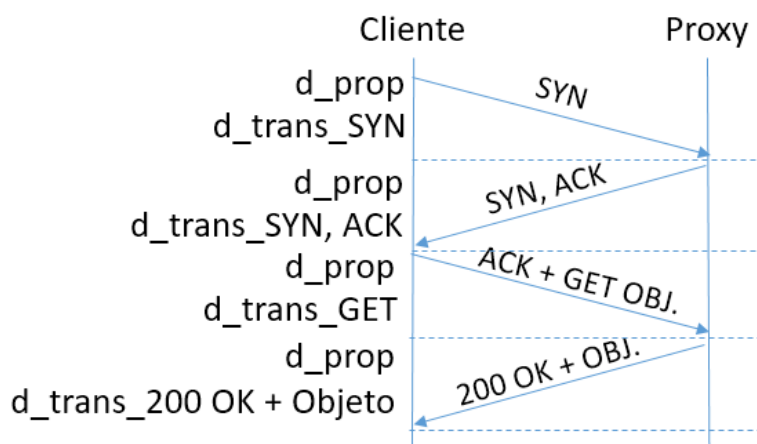 Cliente
Proxy
d_prop
SYN
d_trans_SYN
d_prop
SYN, ACK
d_trans_SYN, ACK
d_prop
ACK + GET OBJ.
d_trans_GET
d_prop
200 OK + OBJ.
d_trans_200 OK + Objeto